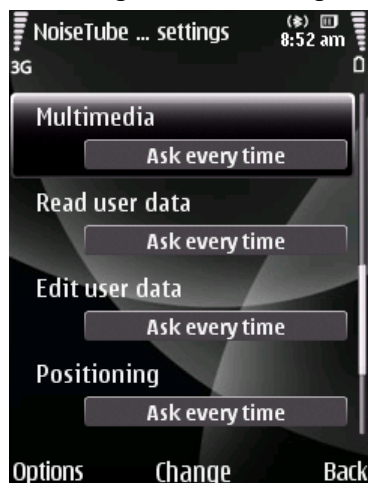 NoiseTube ... settings
8:52 am
3G
Multimedia
Ask every time
Read user data
Ask every time
Edit user data
Ask every time
Positioning
Ask every time
Options Change Back